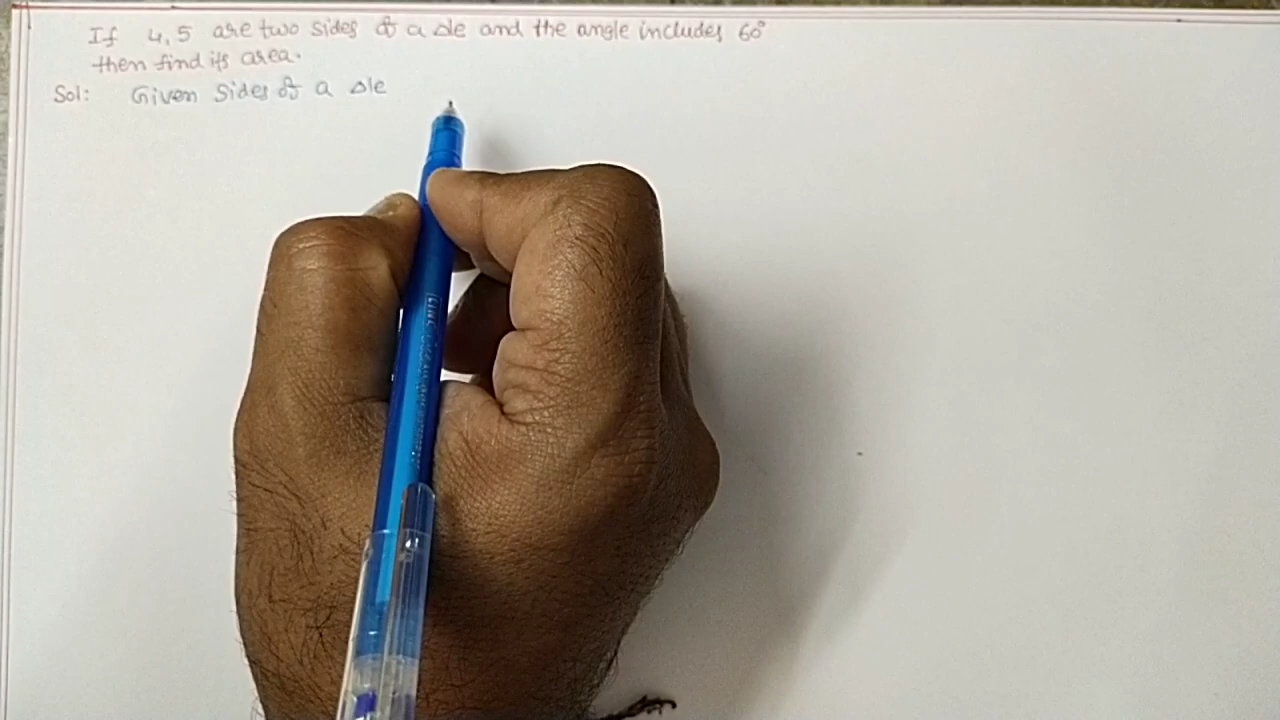 If 4,5 are two sides of a Δle and the angle includes 60°
then find its area.
Sol: Given sides of a Δle